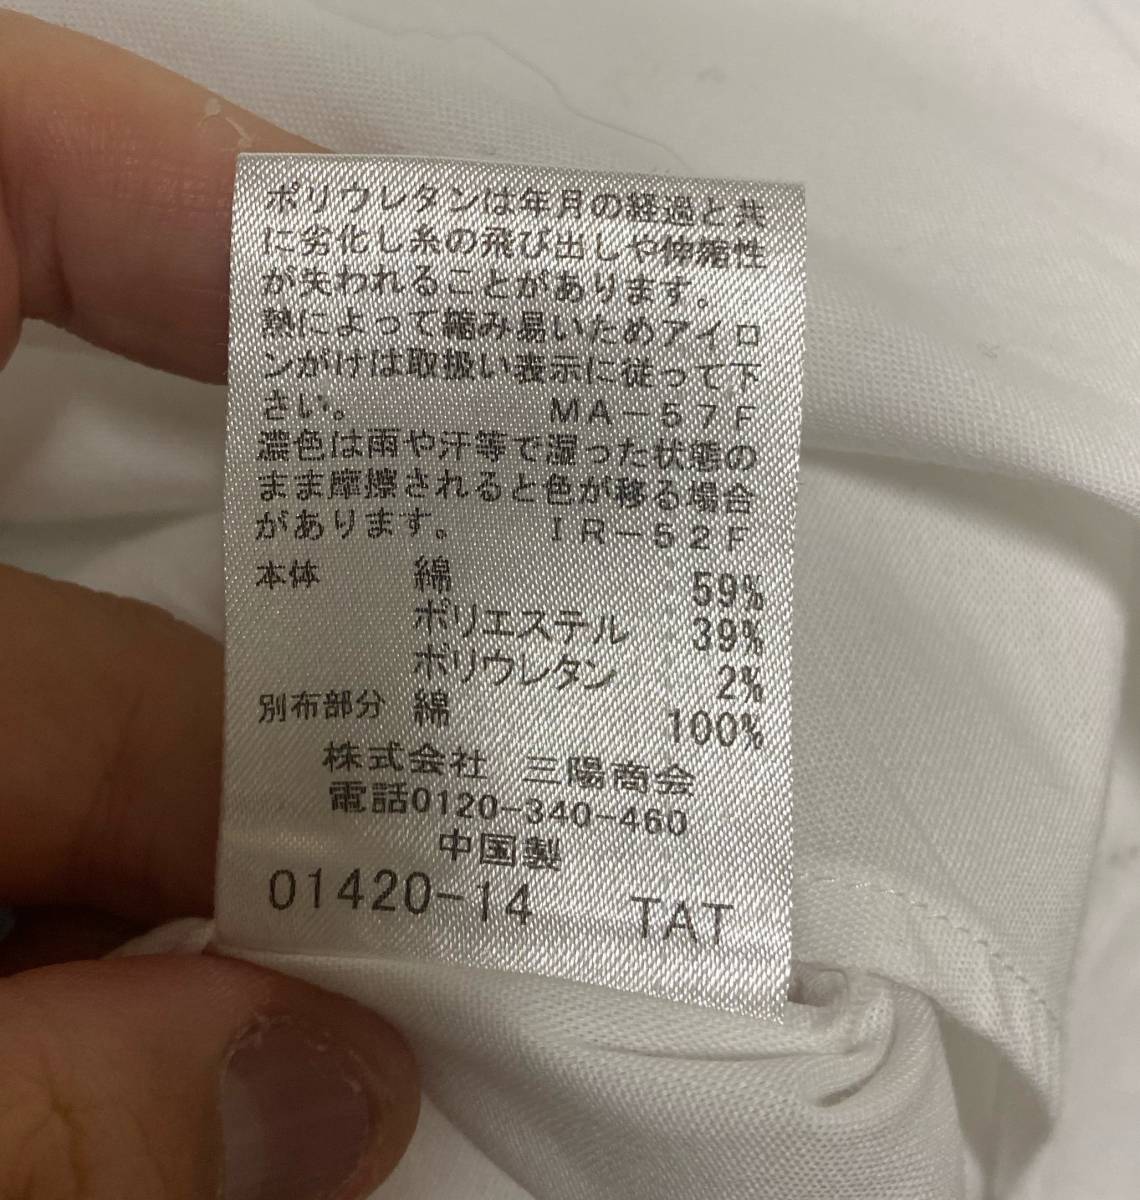 ポリウレタンは年月の経過と共
に劣化し糸の飛び出しや伸縮性
が失われることがあります。
熱によって縮み易いためアイロ
ンがけは取扱い表示に従って下
さい。 MA-57F
濃色は雨や汗等で湿った状態の
まま摩擦されると色が移る場合
があります。 IR-52F
本体 綿 59%
ポリエステル 39%
ポリウレタン 2%
別布部分 綿 100%
株式会社 三陽商会
電話0120-340-460
中国製
01420-14 TAT